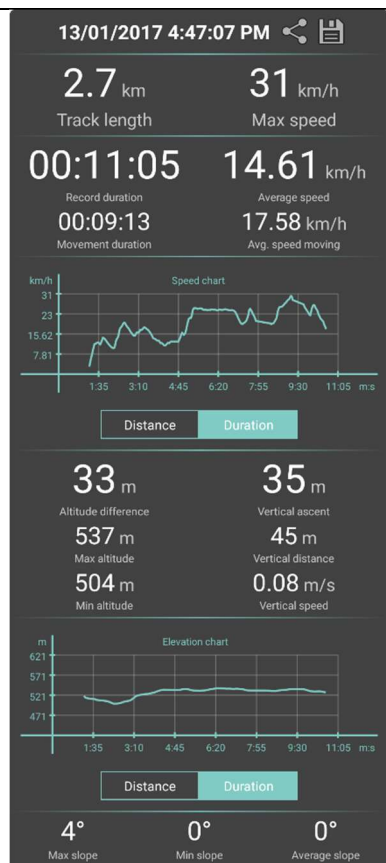 13/01/2017 4:47:07 PM
2.7 km 31 km/h
Track length Max speed
00:11:05 14.61 km/h
Record duration Average speed
00:09:13 17.58 km/h
Movement duration Avg. speed moving
km/h Speed chart
31
23
15.62
7.81
1:35 3:10 4:45 6:20 7:55 9:30 11:05 m:s
Distance Duration
33 m 35 m
Altitude difference Vertical ascent
537 m 45 m
Max altitude Vertical distance
504 m 0.08 m/s
Min altitude Vertical speed
m Elevation chart
621
571
521
471
1:35 3:10 4:45 6:20 7:55 9:30 11:05 m:s
Distance Duration
4° 0° 0°
Max slope Min slope Average slope